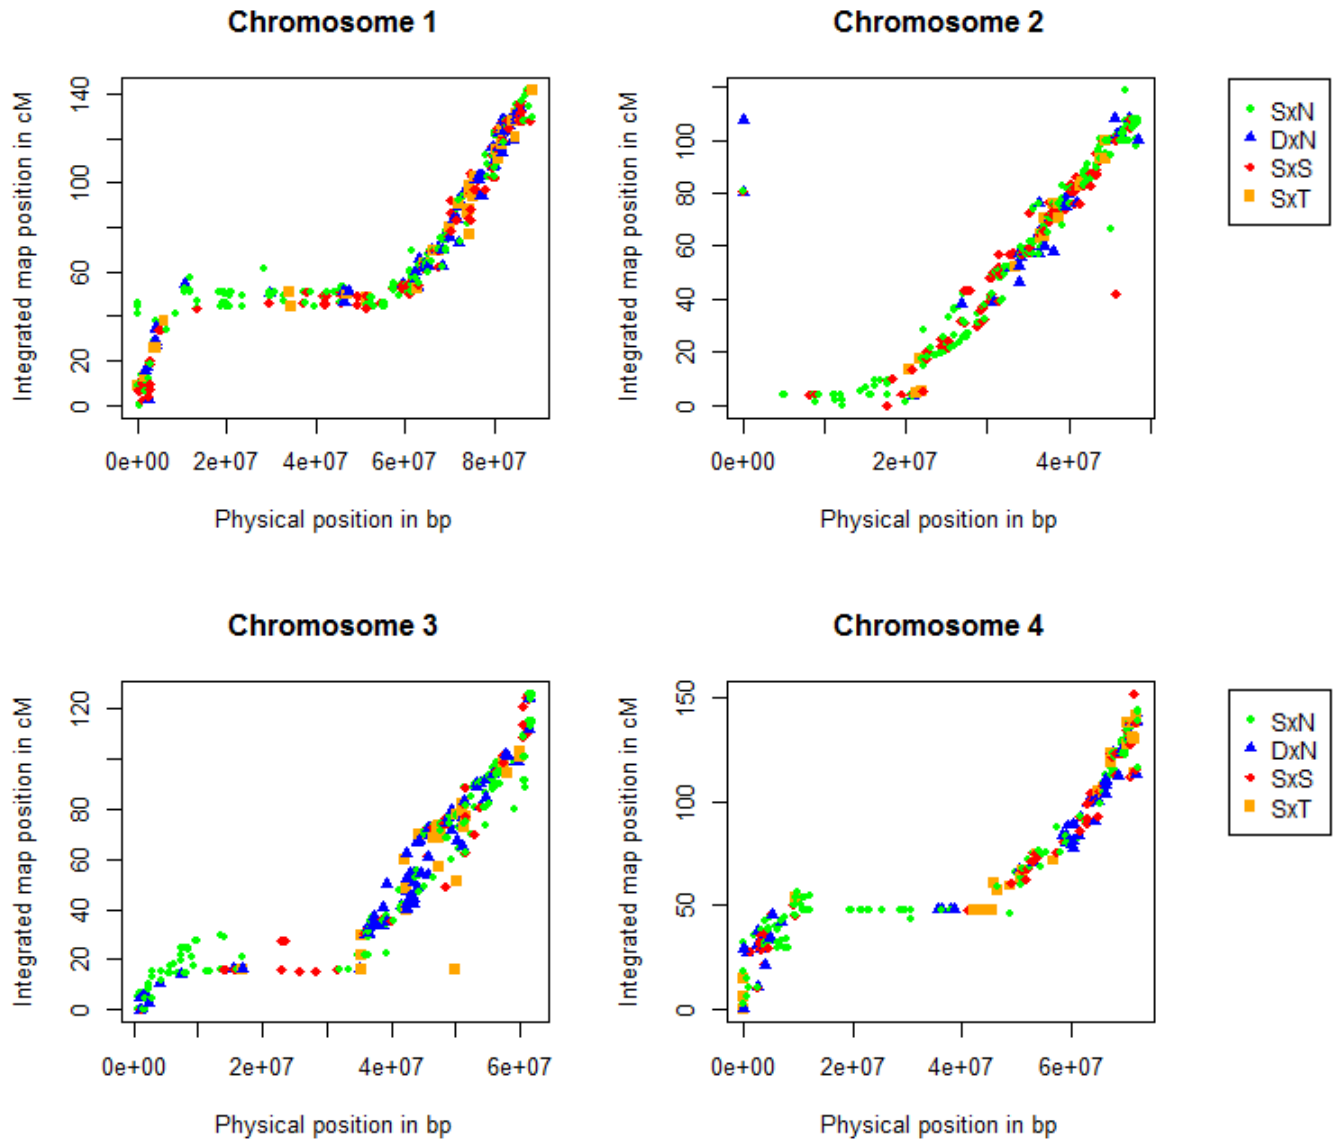 Chromosome 1
Integrated map position in cM
0 20 60 100 140
0e+00 2e+07 4e+07 6e+07 8e+07
Physical position in bp
Chromosome 2
Integrated map position in cM
0 20 40 60 80 100
0e+00 2e+07 4e+07
Physical position in bp
SxN
DxN
SxS
SxT
Chromosome 3
Integrated map position in cM
0 20 40 60 80 120
0e+00 2e+07 4e+07 6e+07
Physical position in bp
Chromosome 4
Integrated map position in cM
0 50 100 150
0e+00 2e+07 4e+07 6e+07
Physical position in bp
SxN
DxN
SxS
SxT